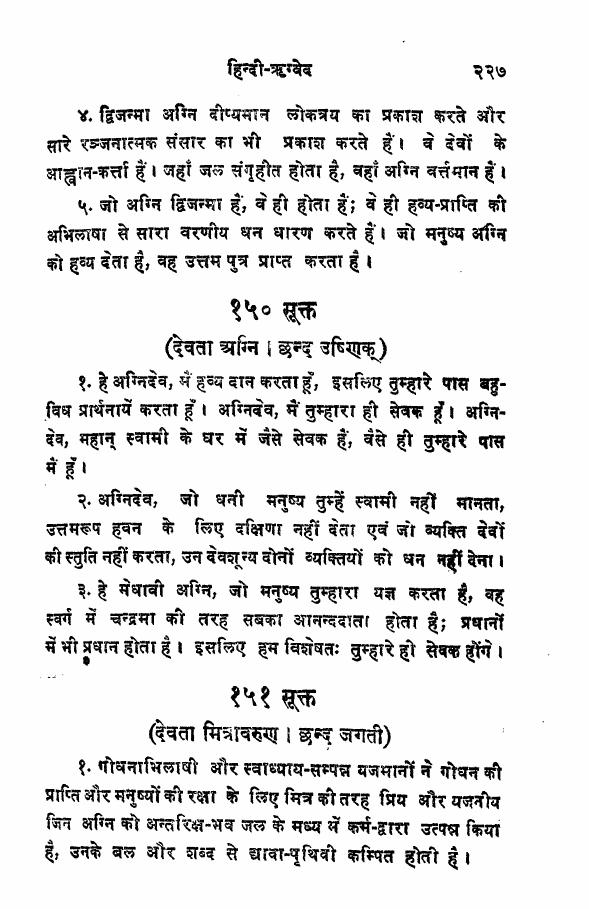 हिन्दी-ऋग्वेद २२७
४. द्विजन्मा अग्नि दीप्यमान लोकत्रय का प्रकाश करते और
सारे रञ्जनात्मक संसार का भी प्रकाश करते हैं। वे देवों के
आह्वान-कर्त्ता हैं। जहाँ जल संगृहीत होता है, वहाँ अग्नि वर्त्तमान हैं।
५. जो अग्नि द्विजन्मा हैं, वे ही होता हैं; वे ही हव्य-प्राप्ति की
अभिलाषा से सारा वरणीय धन धारण करते हैं। जो मनुष्य अग्नि
को हव्य देता है, वह उत्तम पुत्र प्राप्त करता है।
१५० सूक्त
(देवता अग्नि। छन्द उष्णिक्)
१. हे अग्निदेव, मैं हव्य दान करता हूँ, इसलिए तुम्हारे पास बहु-
विध प्रार्थनायें करता हूँ। अग्निदेव, मैं तुम्हारा ही सेवक हूँ। अग्नि-
देव, महान् स्वामी के घर में जैसे सेवक हैं, वैसे ही तुम्हारे पास
मैं हूँ।
२. अग्निदेव, जो धनी मनुष्य तुम्हें स्वामी नहीं मानता,
उत्तमरूप हवन के लिए दक्षिणा नहीं देता एवं जो व्यक्ति देवों
की स्तुति नहीं करता, उन देवशून्य दोनों व्यक्तियों को धन नहीं देना।
३. हे मेधावी अग्नि, जो मनुष्य तुम्हारा यज्ञ करता है, वह
स्वर्ग में चन्द्रमा की तरह सबका आनन्ददाता होता है; प्रधानों
में भी प्रधान होता है। इसलिए हम विशेषतः तुम्हारे ही सेवक होंगे।
१५१ सूक्त
(देवता मित्रावरुण। छन्द जगती)
१. गोधनाभिलाषी और स्वाध्याय-सम्पन्न यजमानों ने गोधन की
प्राप्ति और मनुष्यों की रक्षा के लिए मित्र की तरह प्रिय और यजनीय
जिन अग्नि को अन्तरिक्ष-भव जल के मध्य में कर्म-द्वारा उत्पन्न किया
है, उनके बल और शब्द से द्यावा-पृथिवी कम्पित होती है।